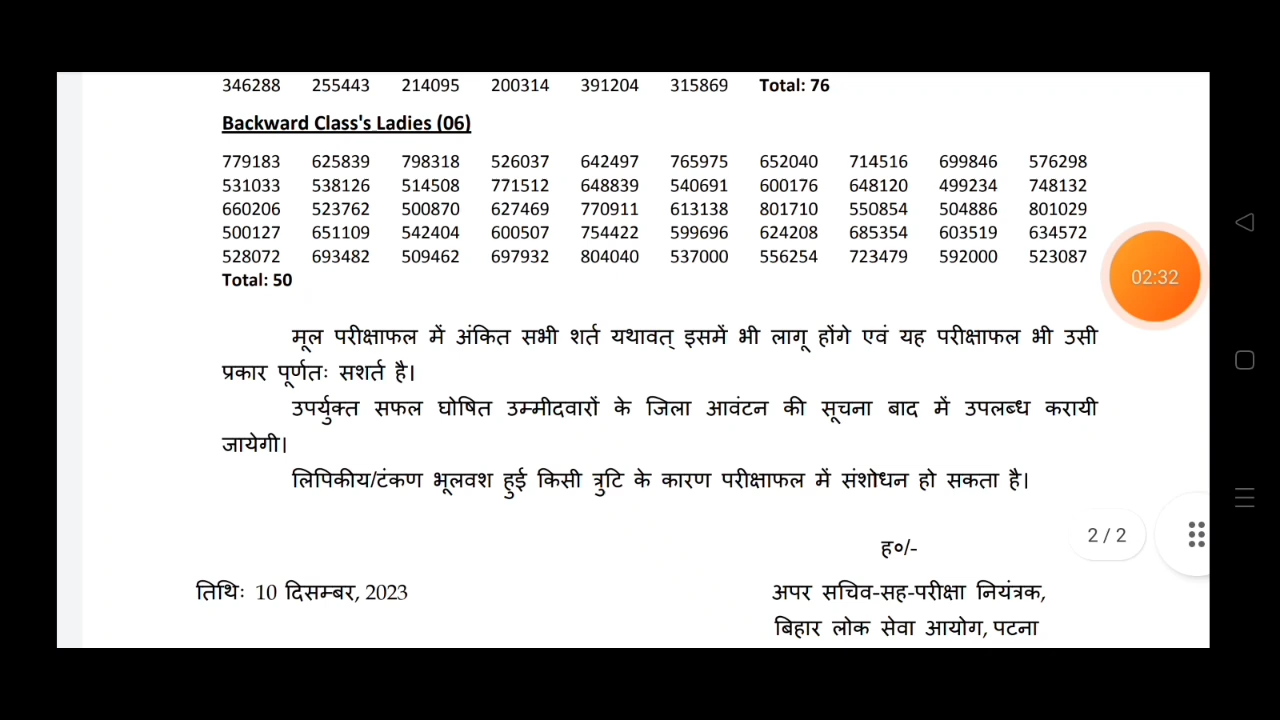 346288 255443 214095 200314 391204 315869 Total: 76
Backward Class's Ladies (06)
779183 625839 798318 526037 642497 765975 652040 714516 699846 576298
531033 538126 514508 771512 648839 540691 600176 648120 499234 748132
660206 523762 500870 627469 770911 613138 801710 550854 504886 801029
500127 651109 542404 600507 754422 599696 624208 685354 603519 634572
528072 693482 509462 697932 804040 537000 556254 723479 592000 523087
Total: 50
02:32
मूल परीक्षाफल में अंकित सभी शर्त यथावत् इसमें भी लागू होंगे एवं यह परीक्षाफल भी उसी
प्रकार पूर्णतः सशर्त है।
उपर्युक्त सफल घोषित उम्मीदवारों के जिला आवंटन की सूचना बाद में उपलब्ध करायी
जायेगी।
लिपिकीय/टंकण भूलवश हुई किसी त्रुटि के कारण परीक्षाफल में संशोधन हो सकता है।
2 / 2
ह०/-
तिथिः 10 दिसम्बर, 2023 अपर सचिव-सह-परीक्षा नियंत्रक,
बिहार लोक सेवा आयोग, पटना